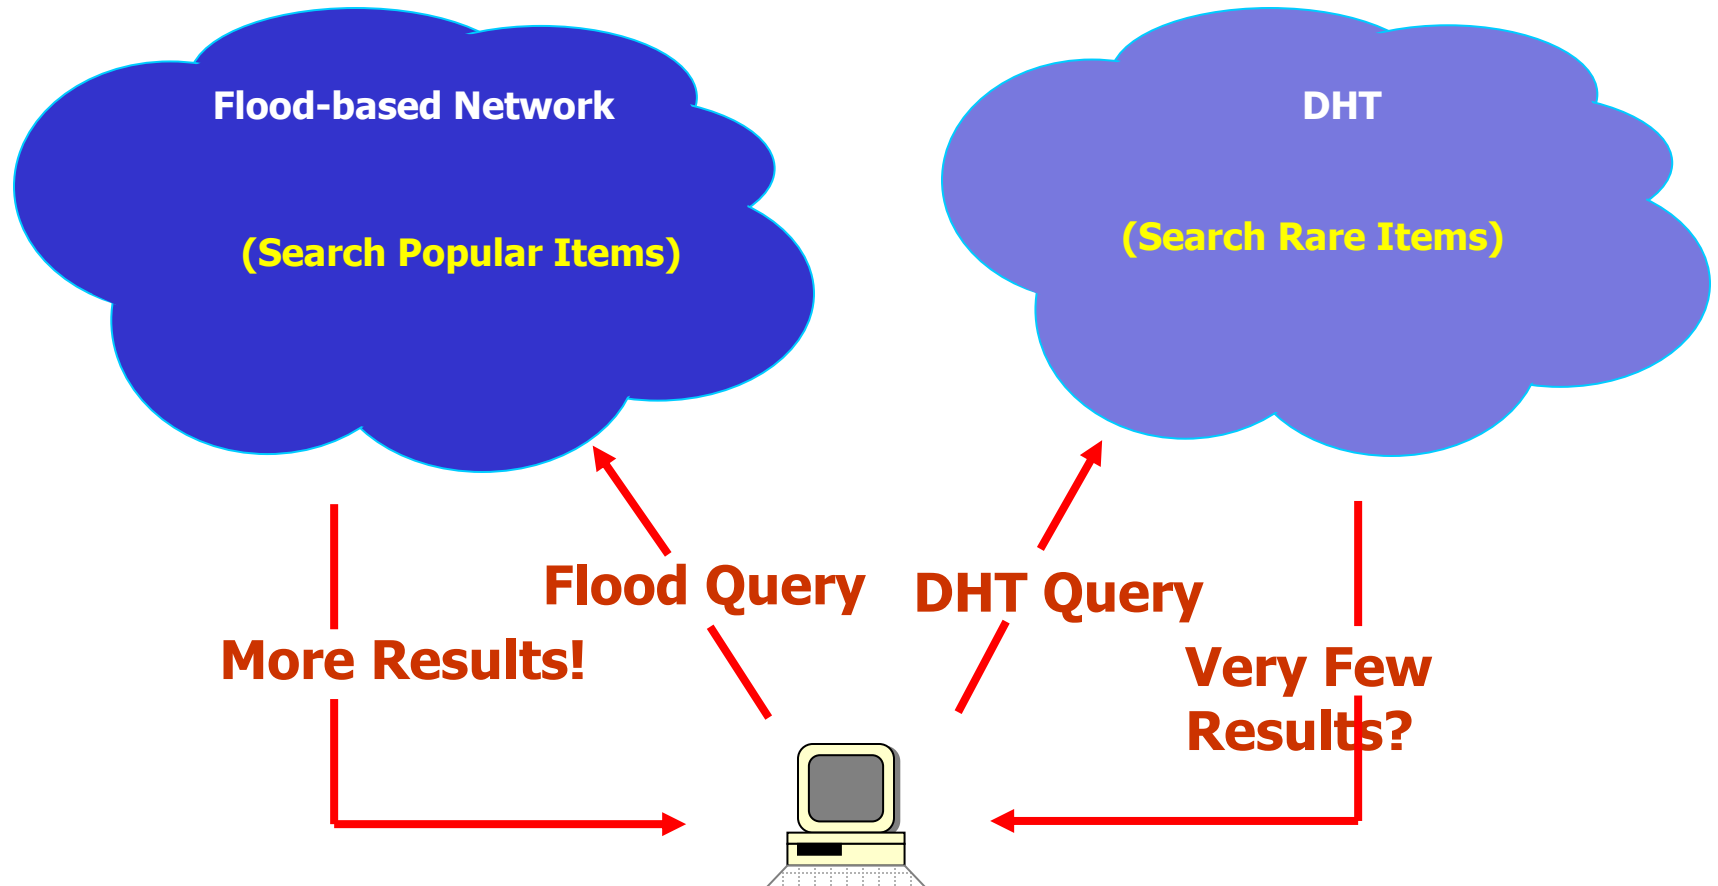 Flood-based Network
(Search Popular Items)
DHT
(Search Rare Items)
Flood Query
DHT Query
More Results!
Very Few
Results?